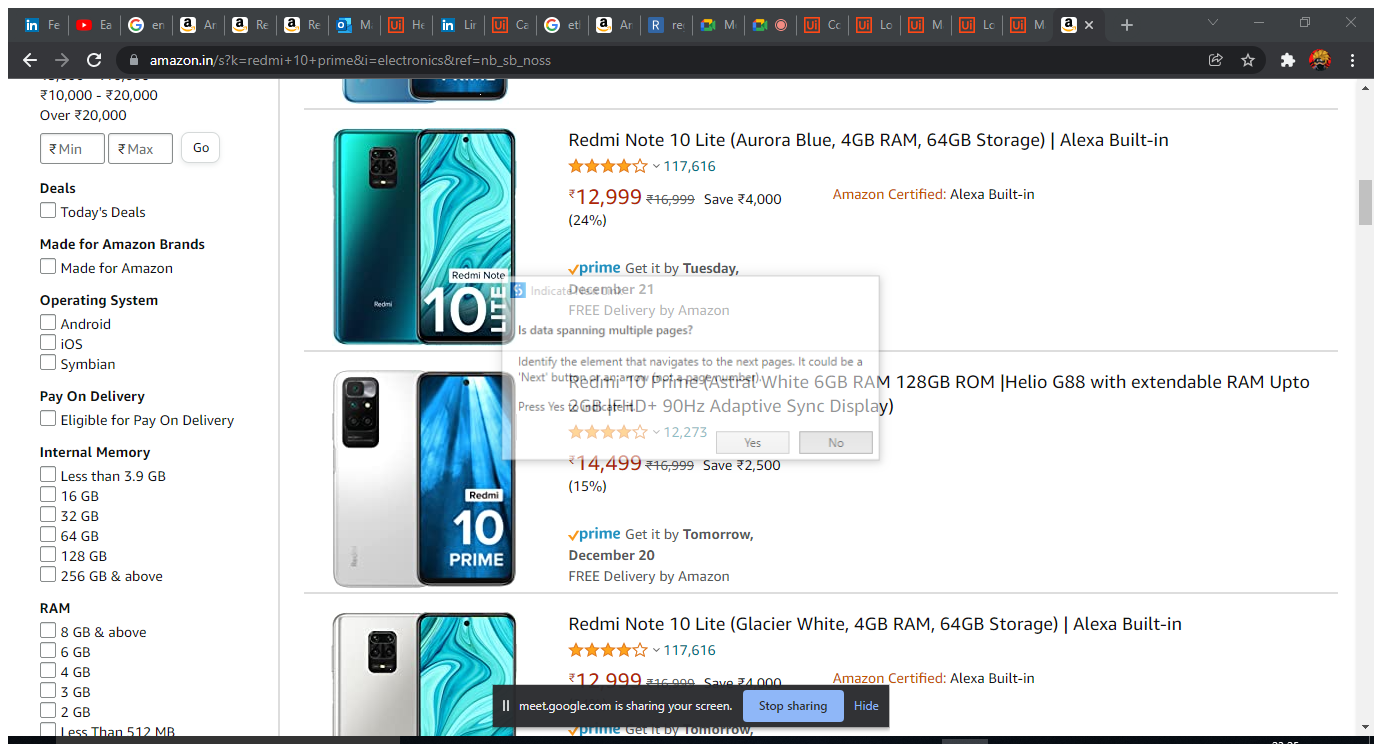 Fe
Ea
en
Ar
Re
Re
M
He
Lir
Ca
etl
Ar
re
M
Co
Lo
M
Lo
M
amazon.in/s?k=redmi+10+prime&i=electronics&ref=nb_sb_noss
₹10,000 - ₹20,000
Over ₹20,000
₹ Min
₹ Max
Go
Deals
Today's Deals
Made for Amazon Brands
Made for Amazon
Operating System
Android
iOS
Symbian
Pay On Delivery
Eligible for Pay On Delivery
Internal Memory
Less than 3.9 GB
16 GB
32 GB
64 GB
128 GB
256 GB & above
RAM
8 GB & above
6 GB
4 GB
3 GB
2 GB
Less Than 512 MB
PRIME
Redmi
Redmi Note
10 LITE
Redmi Note 10 Lite (Aurora Blue, 4GB RAM, 64GB Storage) | Alexa Built-in
117,616
₹12,999 ₹16,999 Save ₹4,000
(24%)
Amazon Certified: Alexa Built-in
prime Get it by Tuesday,
December 21
FREE Delivery by Amazon
Indicate Next Link
Is data spanning multiple pages?
Identify the element that navigates to the next pages. It could be a
'Next' button or an arrow (not a page number).
Press Yes to indicate it.
Yes
No
Redmi
Redmi
10
PRIME
Redmi 10 Prime (Astral White 6GB RAM 128GB ROM |Helio G88 with extendable RAM Upto
2GB |FHD+ 90Hz Adaptive Sync Display)
12,273
₹14,499 ₹16,999 Save ₹2,500
(15%)
prime Get it by Tomorrow,
December 20
FREE Delivery by Amazon
Redmi Note 10 Lite (Glacier White, 4GB RAM, 64GB Storage) | Alexa Built-in
117,616
₹12,999 ₹16,999 Save ₹4,000
Amazon Certified: Alexa Built-in
meet.google.com is sharing your screen.
Stop sharing
Hide
prime Get it by Tomorrow,